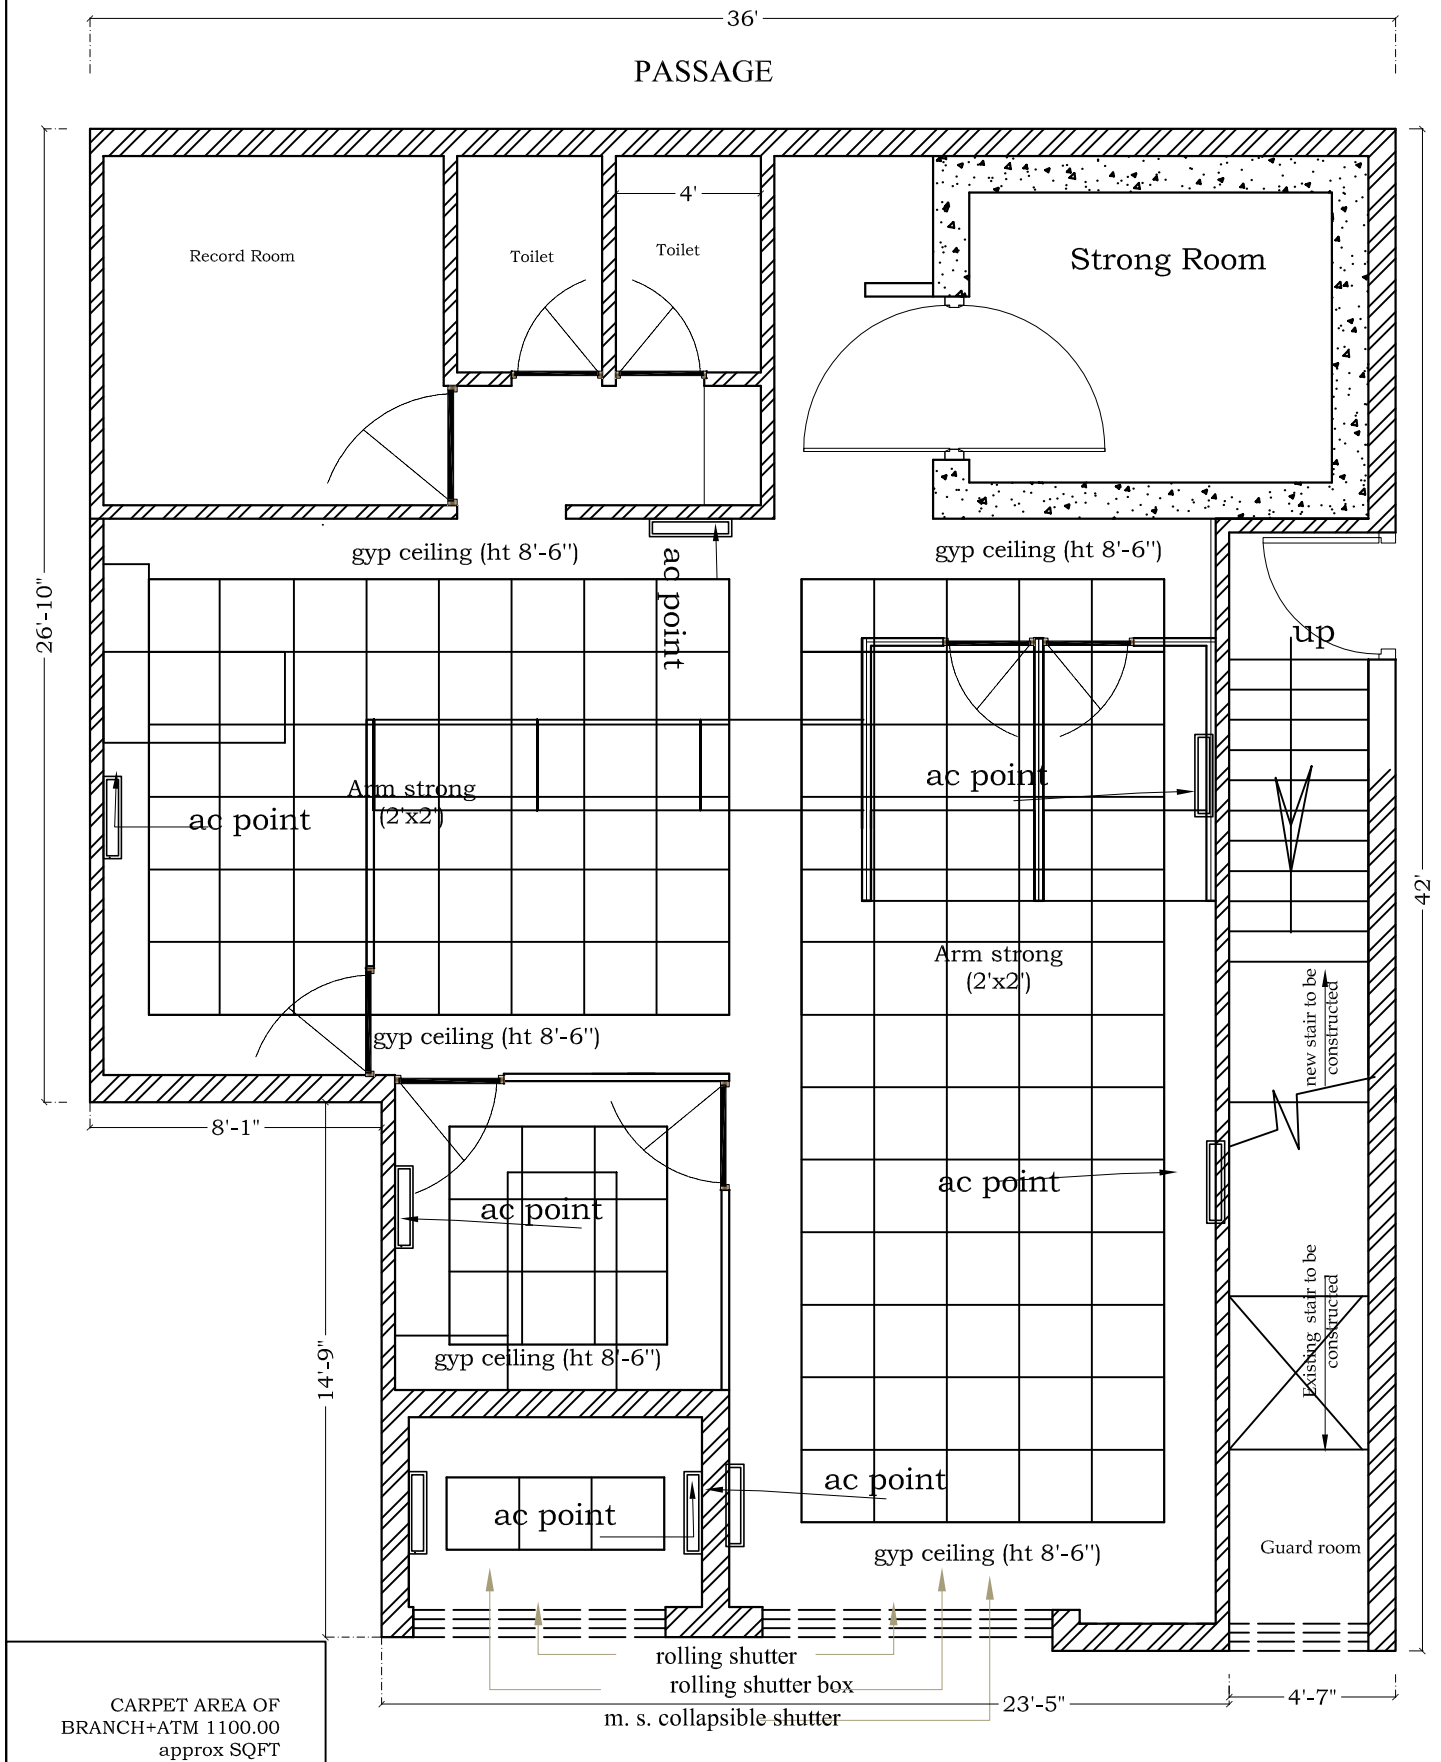 36'
PASSAGE
4'
Record Room
Toilet
Toilet
Strong Room
gyp ceiling (ht 8'-6'')
gyp ceiling (ht 8'-6'')
ac point
26'-10"
up
ac point
Arm strong
(2'x2')
ac point
42'
Arm strong
(2'x2')
new stair to be
constructed
gyp ceiling (ht 8'-6'')
8'-1"
ac point
ac point
14'-9"
Existing stair to be
constructed
gyp ceiling (ht 8'-6'')
ac point
ac point
gyp ceiling (ht 8'-6'')
Guard room
rolling shutter
rolling shutter box
m. s. collapsible shutter
23'-5"
4'-7"
CARPET AREA OF
BRANCH+ATM 1100.00
approx SQFT